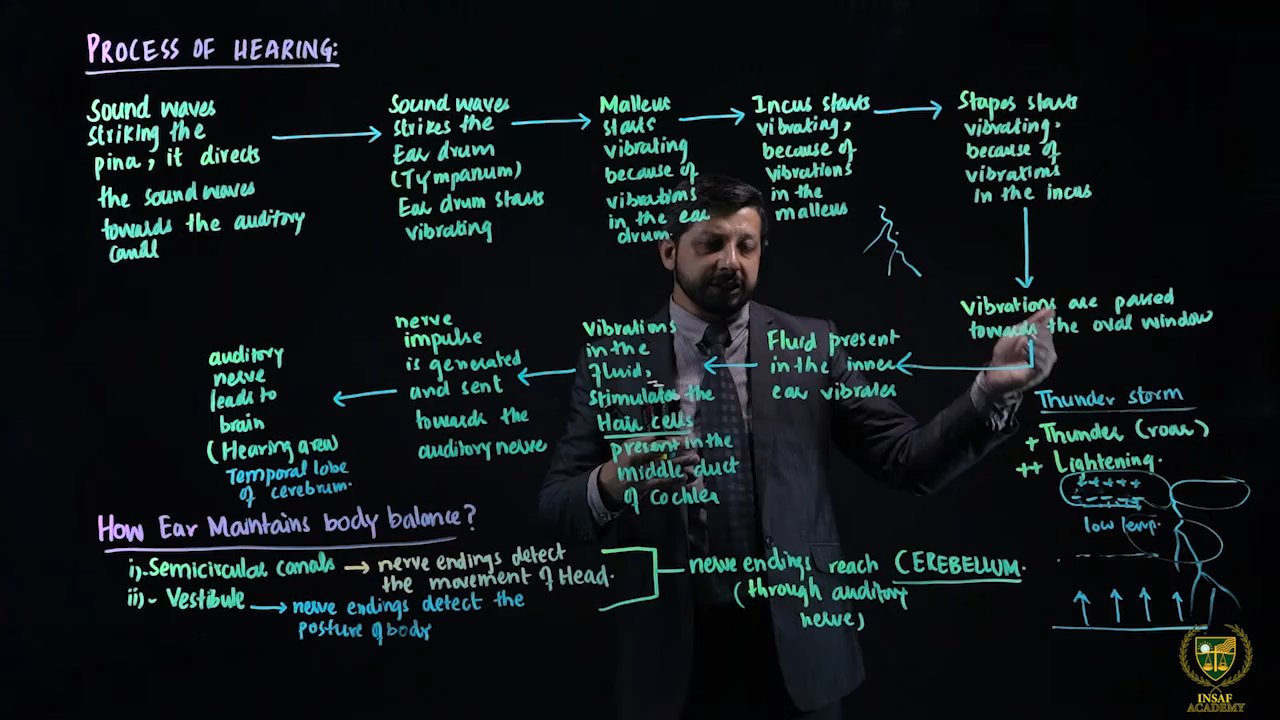 PROCESS OF HEARING:
Sound waves
striking the
pina, it directs
the sound waves
towards the auditory
canal
Sound waves
strikes the
Ear drum
(Tympanum)
Ear drum starts
vibrating
Malleus
starts
vibrating
because of
vibrations
in the ear
drum.
Incus starts
vibrating,
because of
vibrations
in the
malleus
Stapes starts
vibrating.
because of
vibrations
in the incus
Vibrations are passed
towards the oval window
Fluid present
in the inner
ear vibrates
Vibrations
in the
fluid,
stimulates the
Hair cells
present in the
middle duct
of Cochlea
nerve
impulse
is generated
and sent
towards the
auditory nerve
auditory
nerve
leads to
brain
(Hearing area)
Temporal lobe
of cerebrum.
Thunder storm
+ Thunder (roar)
++ Lightening.
+++++
low temp.
How Ear Maintains body balance?
i)- Semicircular canals → nerve endings detect
the movement of Head.
ii)- Vestibule → nerve endings detect the
posture of body
nerve endings reach CEREBELLUM.
(through auditory
nerve)
INSAF
ACADEMY